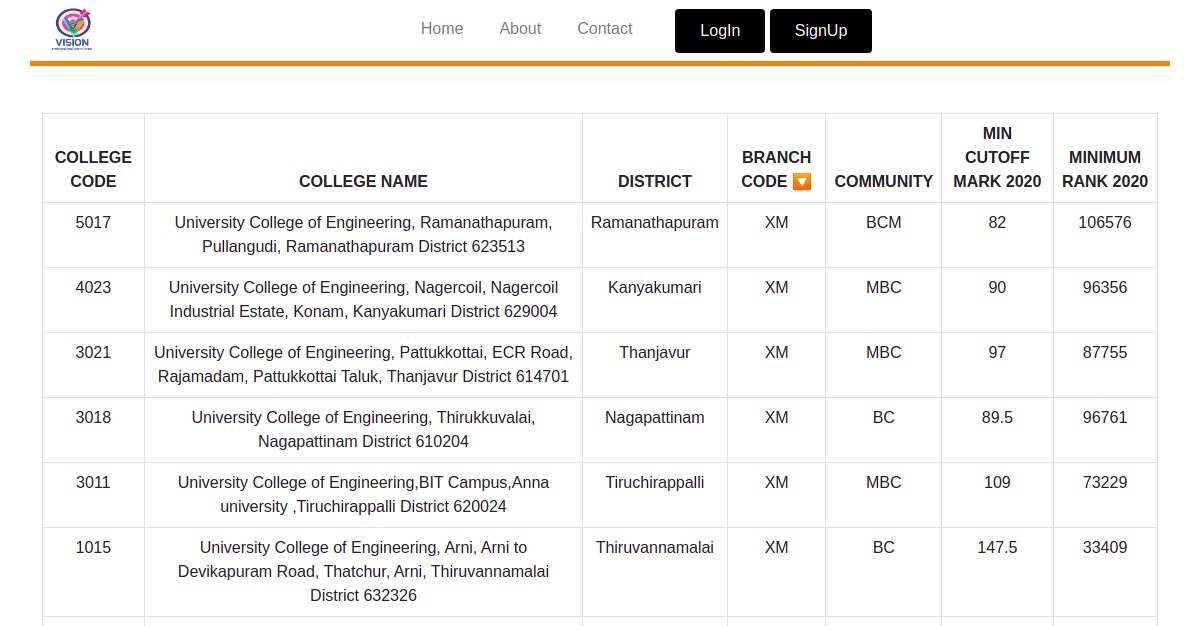 VISION
Home About Contact LogIn SignUp
COLLEGE CODE COLLEGE NAME DISTRICT BRANCH CODE COMMUNITY MIN CUTOFF MARK 2020 MINIMUM RANK 2020
5017 University College of Engineering, Ramanathapuram, Ramanathapuram XM BCM 82 106576
Pullangudi, Ramanathapuram District 623513
4023 University College of Engineering, Nagercoil, Nagercoil Kanyakumari XM MBC 90 96356
Industrial Estate, Konam, Kanyakumari District 629004
3021 University College of Engineering, Pattukkottai, ECR Road, Thanjavur XM MBC 97 87755
Rajamadam, Pattukkottai Taluk, Thanjavur District 614701
3018 University College of Engineering, Thirukkuvalai, Nagapattinam XM BC 89.5 96761
Nagapattinam District 610204
3011 University College of Engineering,BIT Campus,Anna Tiruchirappalli XM MBC 109 73229
university ,Tiruchirappalli District 620024
1015 University College of Engineering, Arni, Arni to Thiruvannamalai XM BC 147.5 33409
Devikapuram Road, Thatchur, Arni, Thiruvannamalai
District 632326